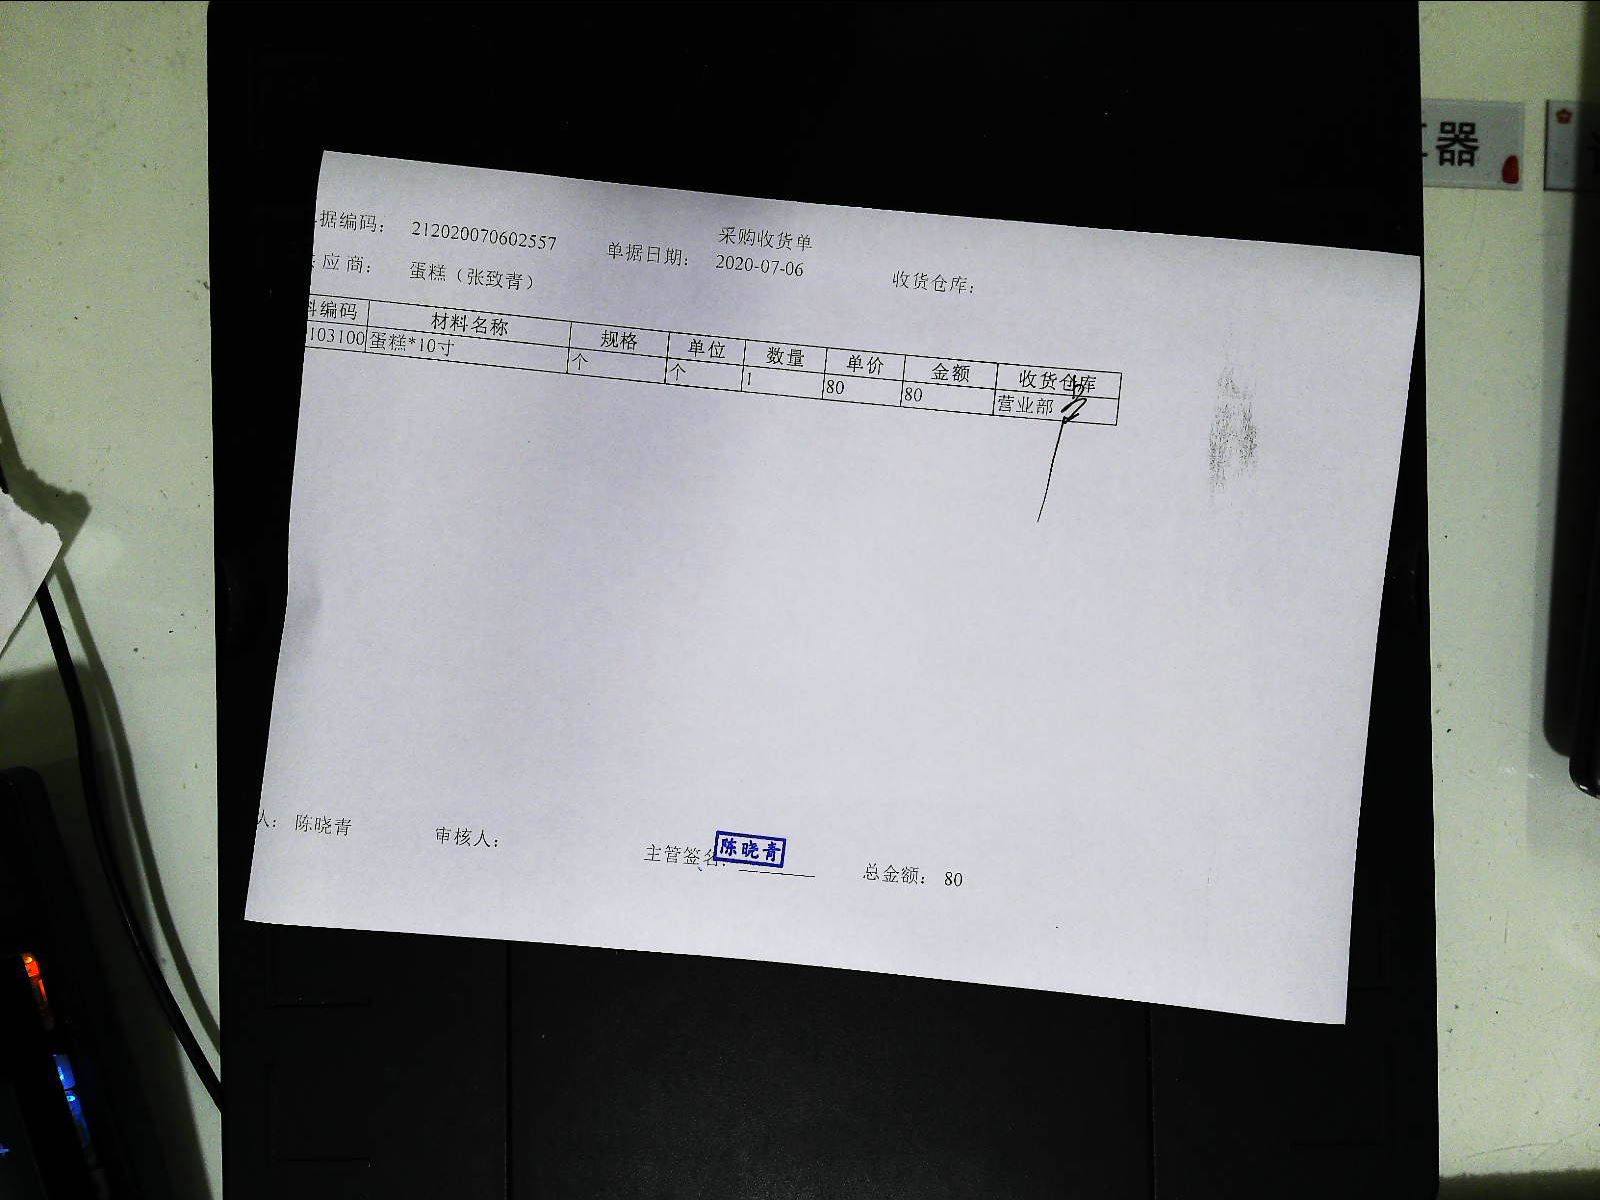 采购收货单
据编码： 212020070602557 单据日期： 2020-07-06 收货仓库：
应商： 蛋糕（张致青）
料编码 材料名称 规格 单位 数量 单价 金额 收货仓库
103100 蛋糕*10寸 个 个 1 80 80 营业部
人： 陈晓青 审核人： 主管签名： 陈晓青 总金额： 80
器